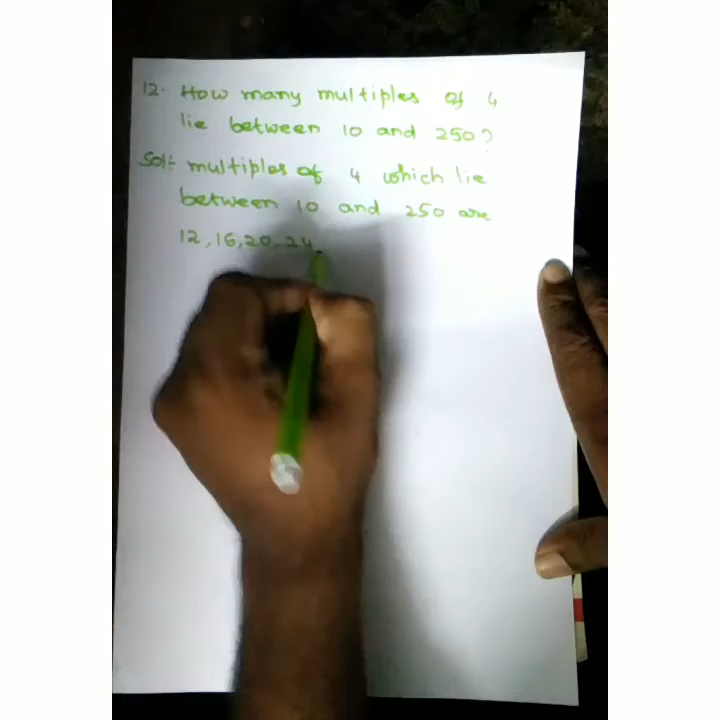 12. How many multiples of 4
lie between 10 and 250?
Sol:- multiples of 4 which lie
between 10 and 250 are
12, 16, 20, 24,